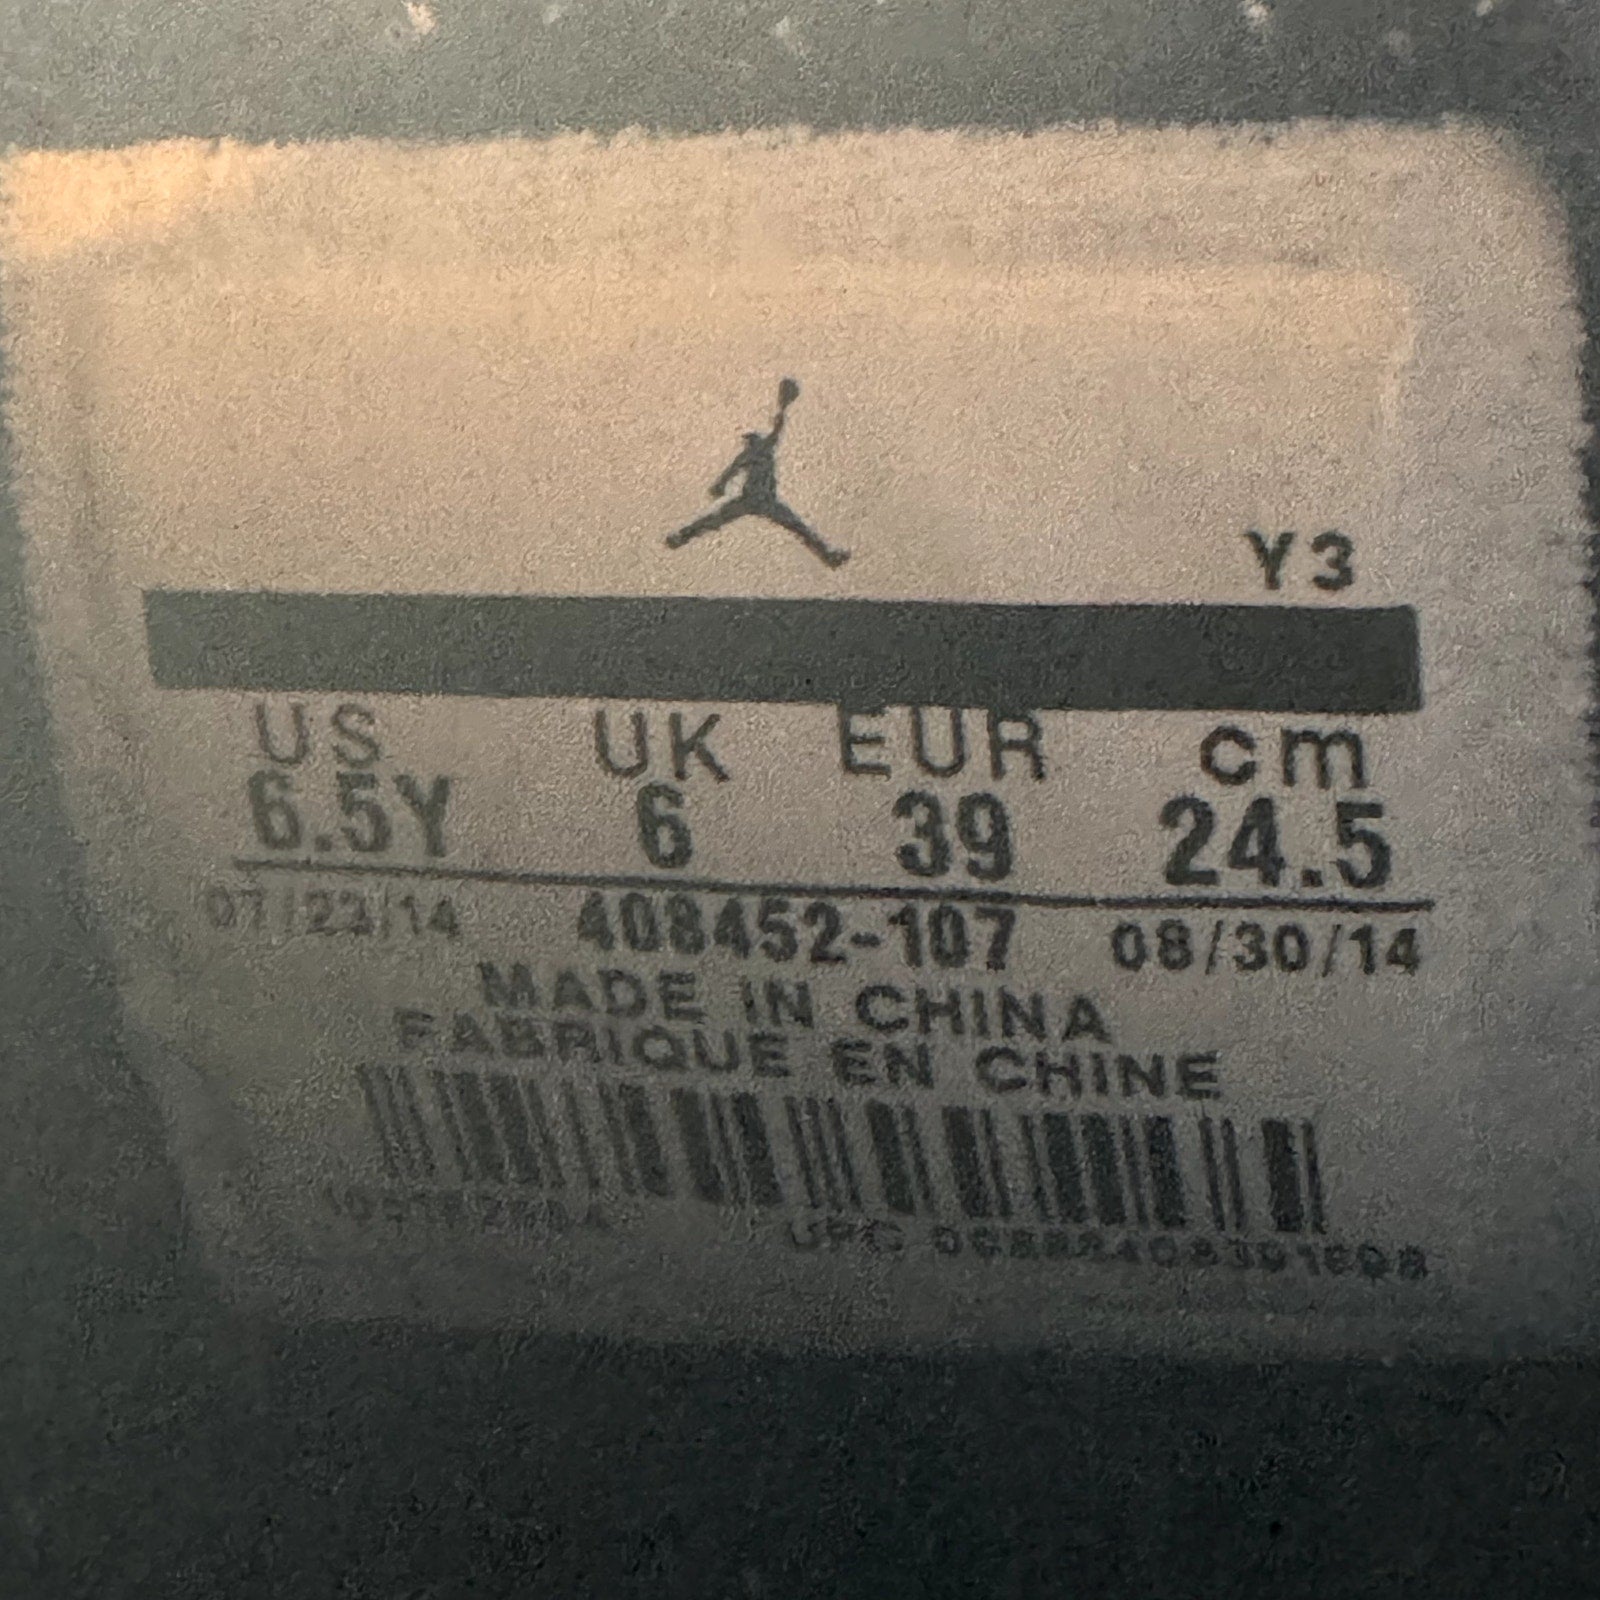 Y3
US UK EUR cm
6.5Y 6 39 24.5
07/23/14 408452-107 08/30/14
MADE IN CHINA
FABRIQUE EN CHINE
UPC